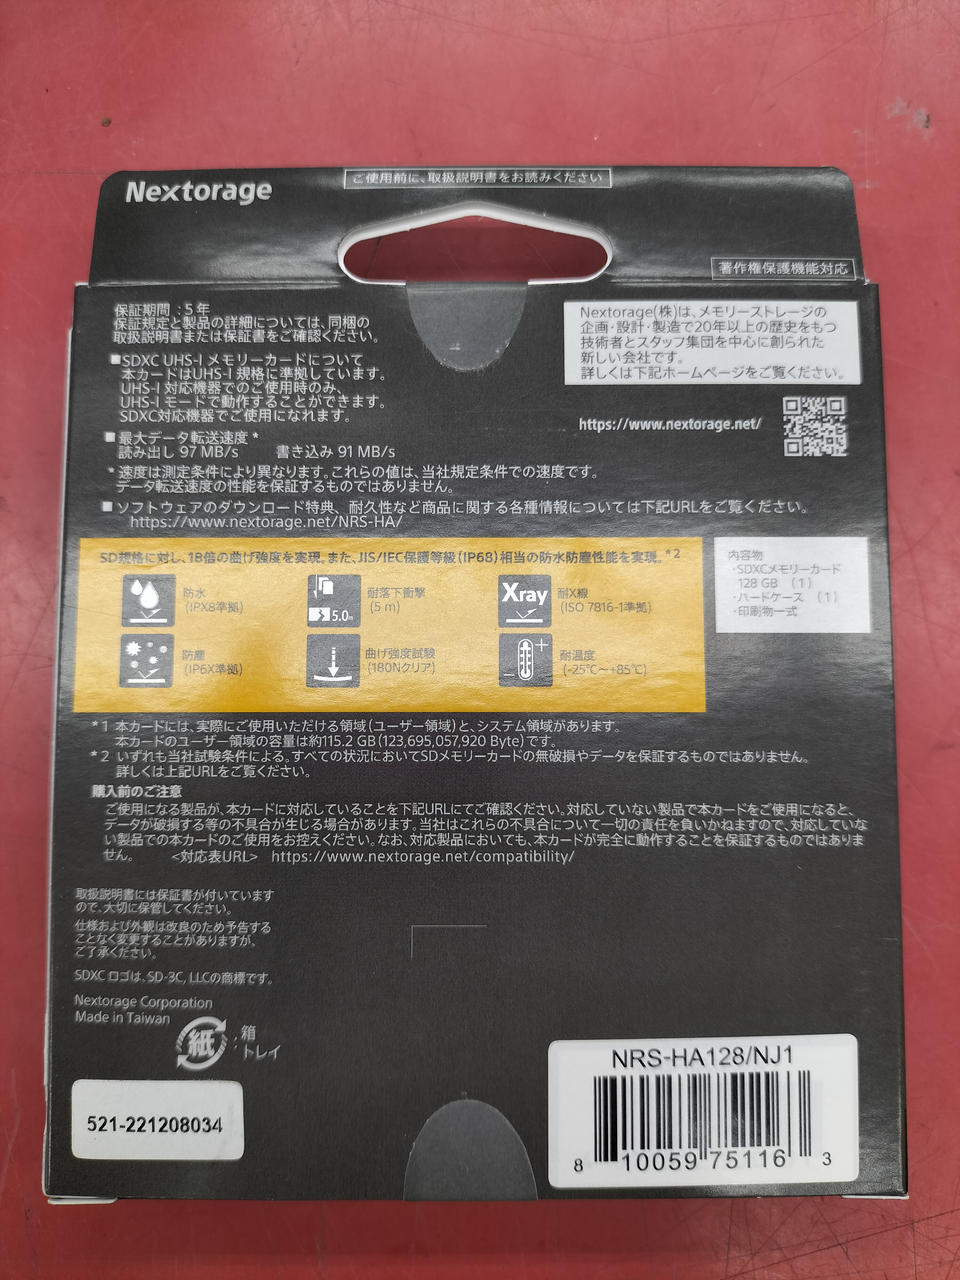 Nextorage
ご使用前に、取扱説明書をお読みください
著作権保護機能対応
保証期間 : 5 年
保証規定と製品の詳細については、同梱の
取扱説明書または保証書をご確認ください。
■SDXC UHS-I メモリーカードについて
本カードはUHS-I 規格に準拠しています。
UHS-I 対応機器でのご使用時のみ、
UHS-I モードで動作することができます。
SDXC対応機器でご使用になれます。
Nextorage(株)は、メモリーストレージの
企画・設計・製造で20年以上の歴史をもつ
技術者とスタッフ集団を中心に創られた
新しい会社です。
詳しくは下記ホームページをご覧ください。
https://www.nextorage.net/
■最大データ転送速度 *
読み出し 97 MB/s 書き込み 91 MB/s
* 速度は測定条件により異なります。これらの値は、当社規定条件での速度です。
データ転送速度の性能を保証するものではありません。
■ソフトウェアのダウンロード特典、耐久性など商品に関する各種情報については下記URLをご覧ください。
https://www.nextorage.net/NRS-HA/
SD規格に対し、18倍の曲げ強度を実現。また、JIS/IEC保護等級(IP68)相当の防水防塵性能を実現。*2
防水
(IPX8準拠)
5.0m
耐落下衝撃
(5 m)
Xray
耐X線
(ISO 7816-1準拠)
防塵
(IP6X準拠)
曲げ強度試験
(180Nクリア)
耐温度
(-25℃～+85℃)
内容物
・SDXCメモリーカード
128 GB (1)
・ハードケース (1)
・印刷物一式
*1 本カードには、実際にご使用いただける領域(ユーザー領域)と、システム領域があります。
本カードのユーザー領域の容量は約115.2 GB(123,695,057,920 Byte)です。
*2 いずれも当社試験条件による。すべての状況においてSDメモリーカードの無破損やデータを保証するものではありません。
詳しくは上記URLをご覧ください。
購入前のご注意
ご使用になる製品が、本カードに対応していることを下記URLにてご確認ください。対応していない製品で本カードをご使用になると、
データが破損する等の不具合が生じる場合があります。当社はこれらの不具合について一切の責任を負いかねますので、対応していな
い製品での本カードのご使用をお控えください。なお、対応製品においても、本カードが完全に動作することを保証するものではありま
せん。 <対応表URL> https://www.nextorage.net/compatibility/
取扱説明書には保証書が付いています
ので、大切に保管してください。
仕様および外観は改良のため予告する
ことなく変更することがありますが、
ご了承ください。
SDXC ロゴは、SD-3C, LLCの商標です。
Nextorage Corporation
Made in Taiwan
紙 : 箱
: トレイ
521-221208034
NRS-HA128/NJ1
8 10059 75116 3